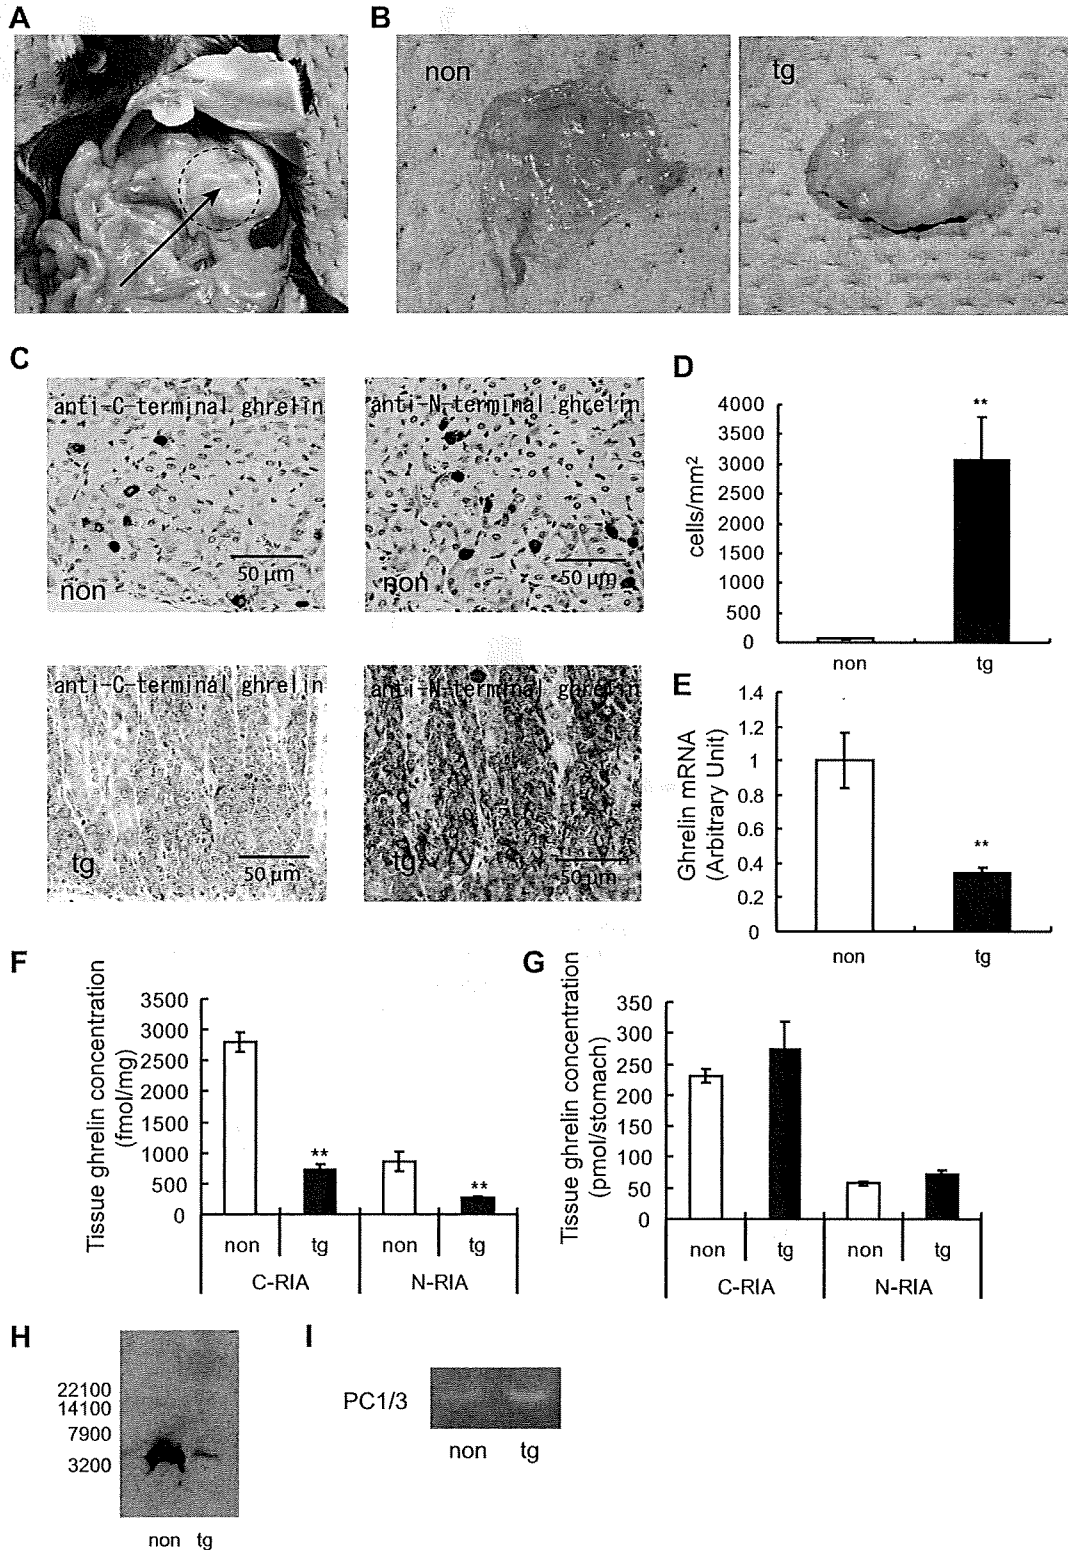 A
B
non
tg
C
anti-C-terminal ghrelin
50 µm
non
anti-N-terminal ghrelin
50 µm
non
anti-C-terminal ghrelin
50 µm
tg
anti-N-terminal ghrelin
50 µm
tg
D
cells/mm²
4000
3500
3000
2500
2000
1500
1000
500
0
**
non
tg
E
Ghrelin mRNA
(Arbitrary Unit)
1.4
1.2
1
0.8
0.6
0.4
0.2
0
**
non
tg
F
Tissue ghrelin concentration
(fmol/mg)
3500
3000
2500
2000
1500
1000
500
0
**
**
non
tg
non
tg
C-RIA
N-RIA
G
Tissue ghrelin concentration
(pmol/stomach)
350
300
250
200
150
100
50
0
non
tg
non
tg
C-RIA
N-RIA
H
22100
14100
7900
3200
non tg
I
PC1/3
non tg